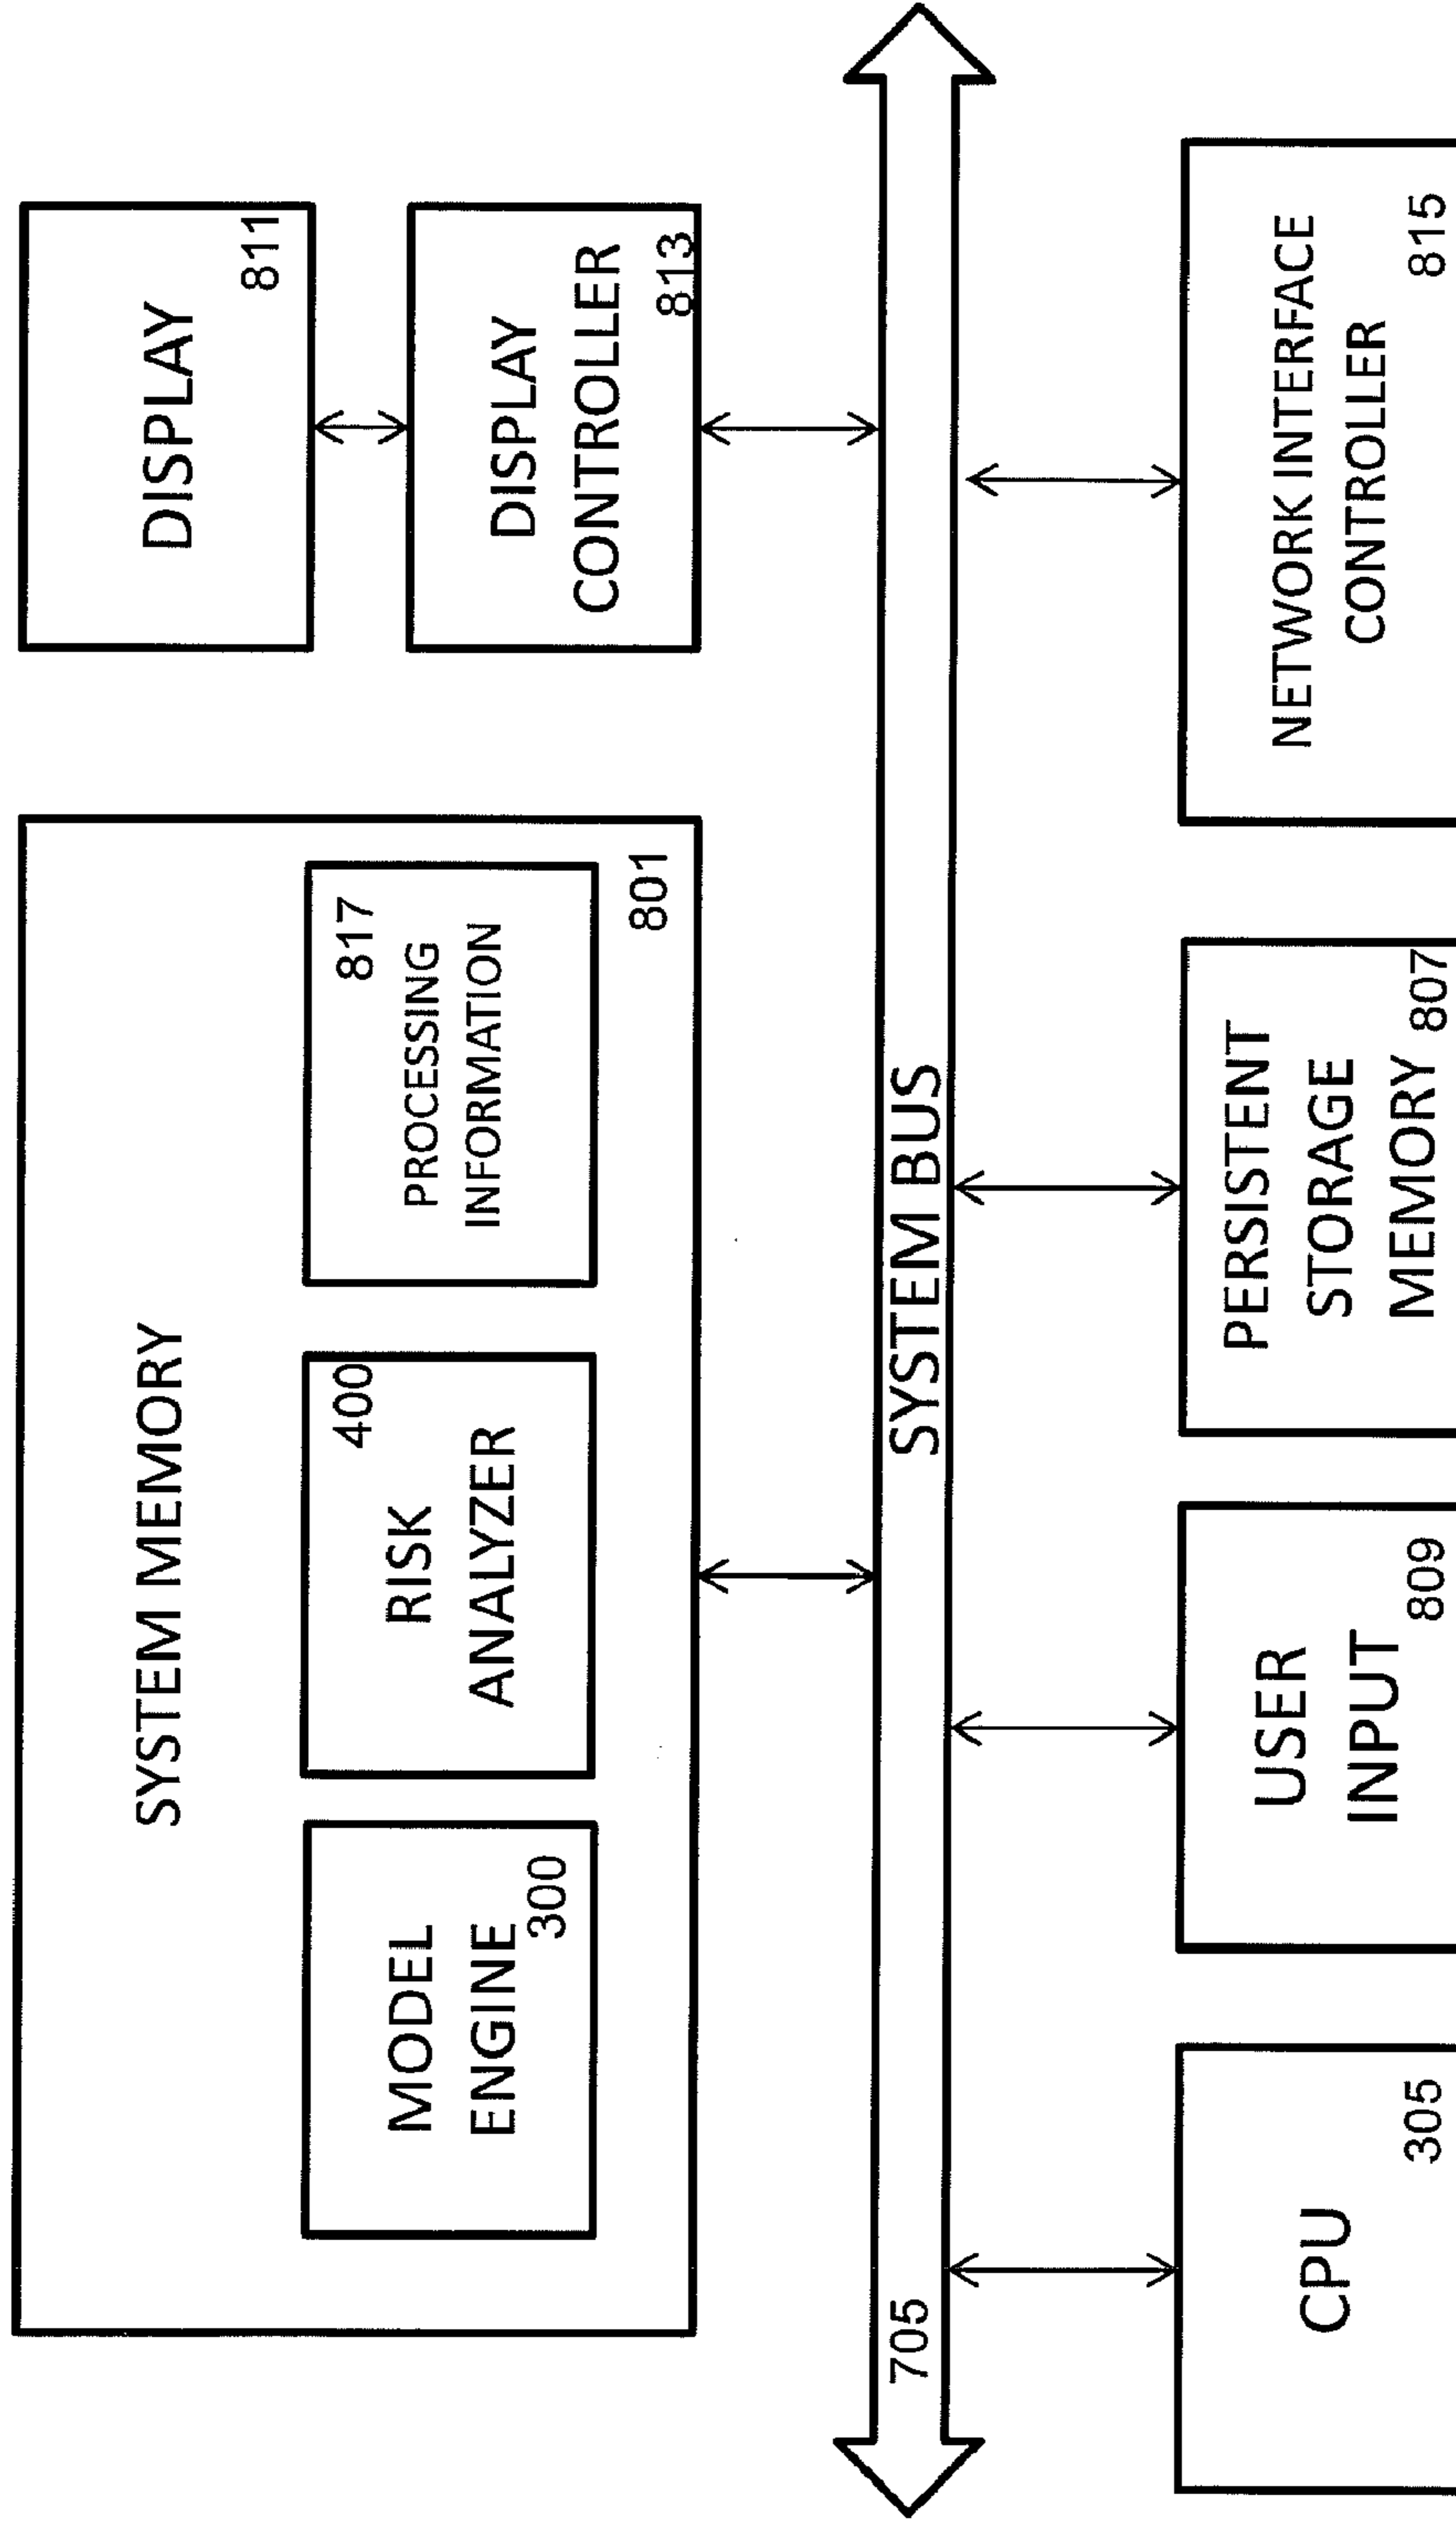 SYSTEM MEMORY
MODEL
ENGINE
300
400
RISK
ANALYZER
817
PROCESSING
INFORMATION
801
DISPLAY
811
DISPLAY
CONTROLLER
813
705
SYSTEM BUS
CPU
305
USER
INPUT
809
PERSISTENT
STORAGE
MEMORY
807
NETWORK INTERFACE
CONTROLLER
815